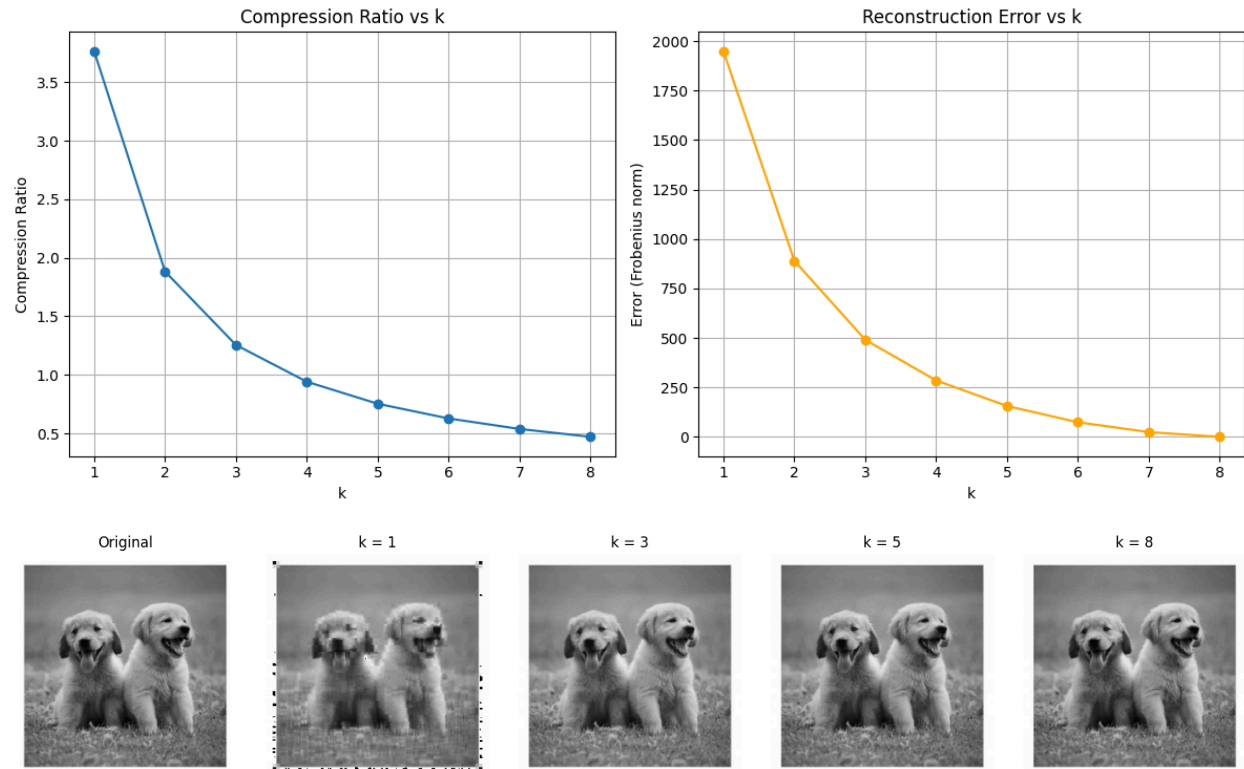 Compression Ratio vs k
Compression Ratio
3.5
3.0
2.5
2.0
1.5
1.0
0.5
1 2 3 4 5 6 7 8
k
Reconstruction Error vs k
Error (Frobenius norm)
2000
1750
1500
1250
1000
750
500
250
0
1 2 3 4 5 6 7 8
k
Original
k = 1
k = 3
k = 5
k = 8